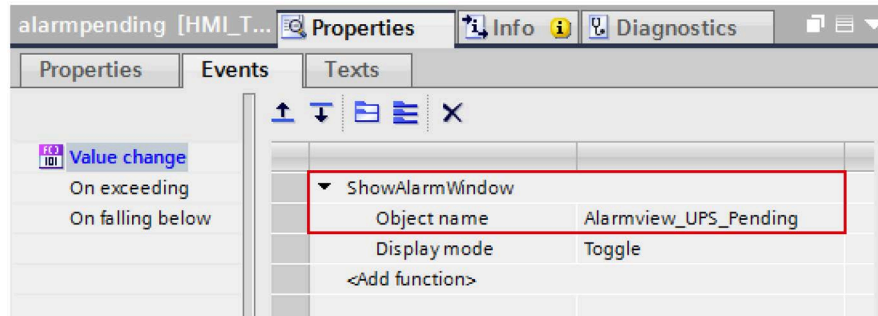 alarmpending [HMI_T... Properties Info Diagnostics
Properties Events Texts
Value change
On exceeding
On falling below
ShowAlarmWindow
Object name Alarmview_UPS_Pending
Display mode Toggle
<Add function>